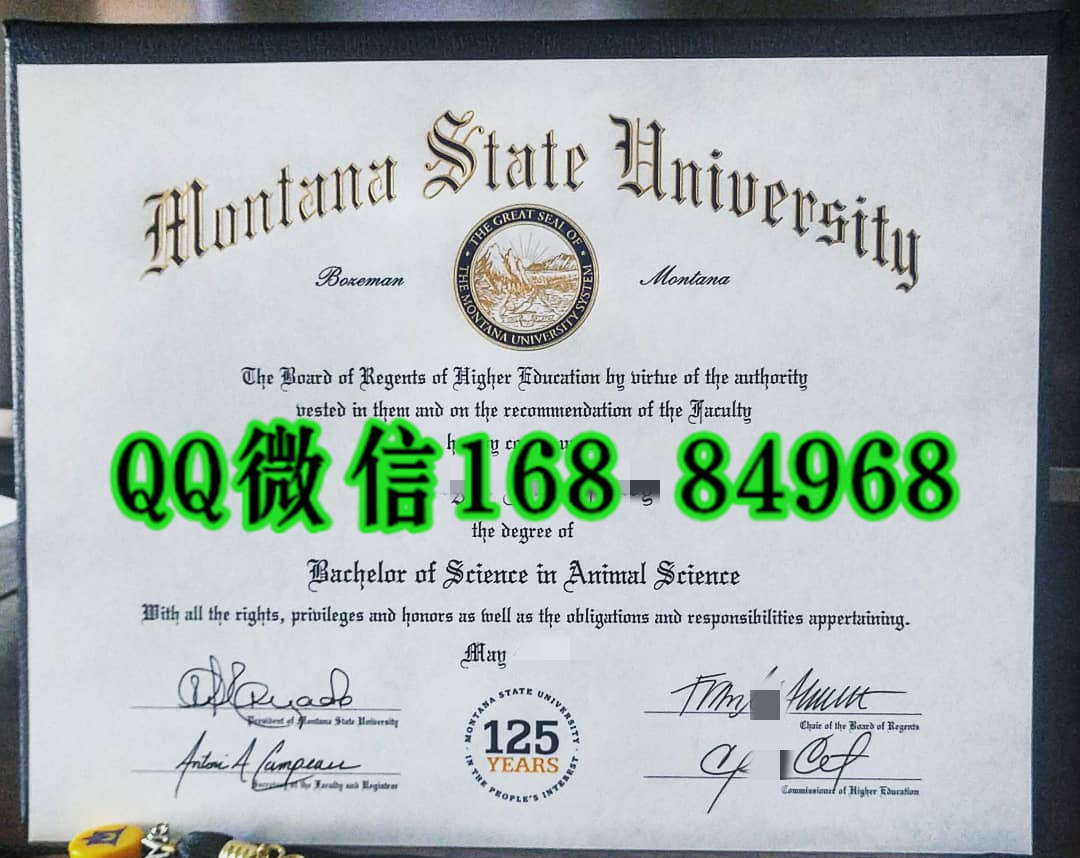 Montana State University
THE GREAT SEAL OF
THE MONTANA UNIVERSITY SYSTEM
Bozeman Montana
The Board of Regents of Higher Education by virtue of the authority
vested in them and on the recommendation of the Faculty
QQ微信168 84968
the degree of
Bachelor of Science in Animal Science
With all the rights, privileges and honors as well as the obligations and responsibilities appertaining.
May
President of Montana State University
Chair of the Board of Regents
MONTANA STATE UNIVERSITY
125
YEARS
IN THE PEOPLE'S INTEREST
of the Faculty and Registrar
Commissioner of Higher Education